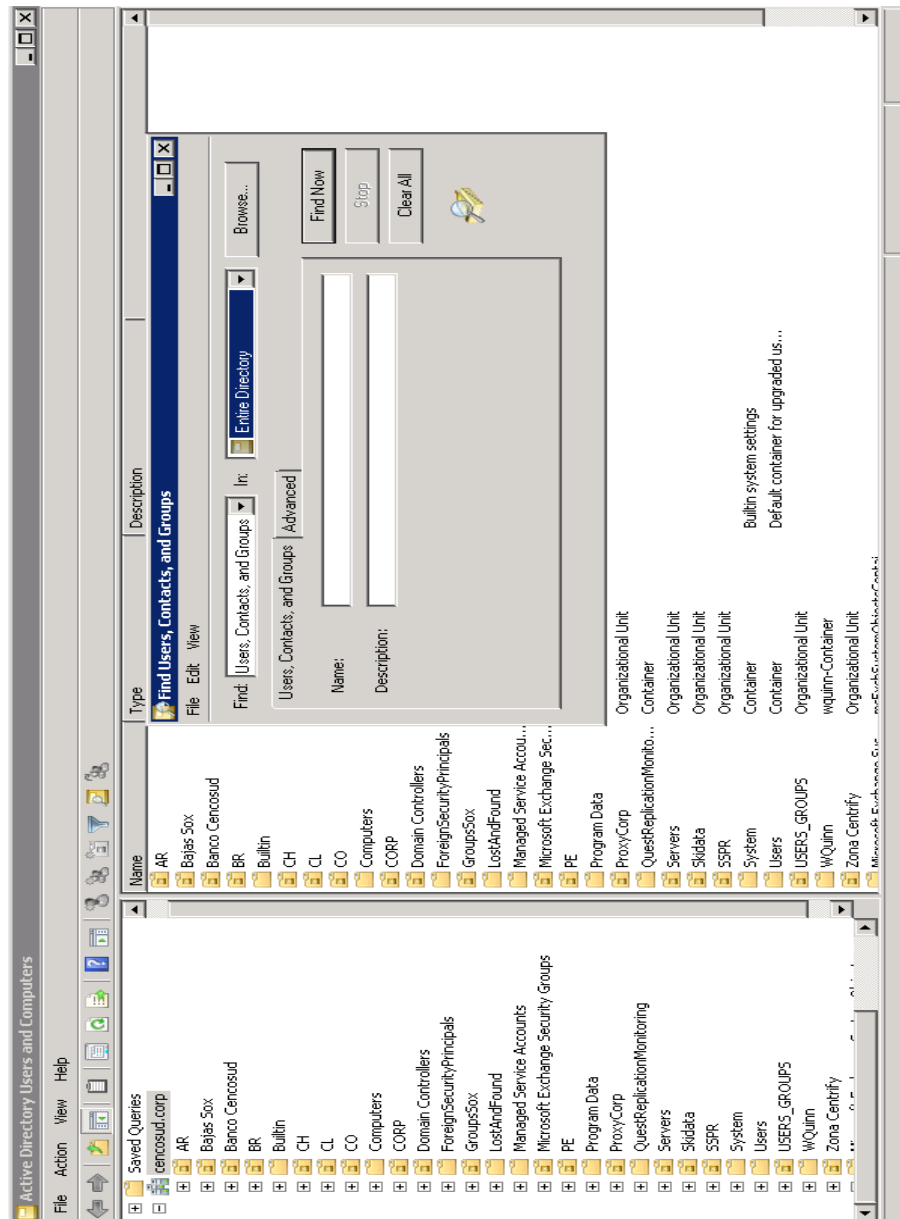 Active Directory Users and Computers
File Action View Help
Saved Queries
cencosud.corp
AR
Bajas Sox
Banco Cencosud
BR
Builtin
CH
CL
CO
Computers
CORP
Domain Controllers
ForeignSecurityPrincipals
GroupsSox
LostAndFound
Managed Service Accounts
Microsoft Exchange Security Groups
PE
Program Data
ProxyCorp
QuestReplicationMonitoring
Servers
Skidata
SSPR
System
Users
USERS_GROUPS
WQuinn
Zona Centrify
Name Type Description
AR
Bajas Sox
Banco Cencosud
BR
Builtin
CH
CL
CO
Computers
CORP
Domain Controllers
ForeignSecurityPrincipals
GroupsSox
LostAndFound
Managed Service Accou...
Microsoft Exchange Sec...
PE
Program Data
ProxyCorp Organizational Unit
QuestReplicationMonito... Container
Servers Organizational Unit
Skidata Organizational Unit
SSPR Organizational Unit
System Container Builtin system settings
Users Container Default container for upgraded us...
USERS_GROUPS Organizational Unit
WQuinn wquinn-Container
Zona Centrify Organizational Unit
Microsoft Exchange Sys... msExchSystemObjectsContai...
Find Users, Contacts, and Groups
File Edit View
Find: Users, Contacts, and Groups In: Entire Directory Browse...
Users, Contacts, and Groups Advanced
Name:
Description:
Find Now
Stop
Clear All